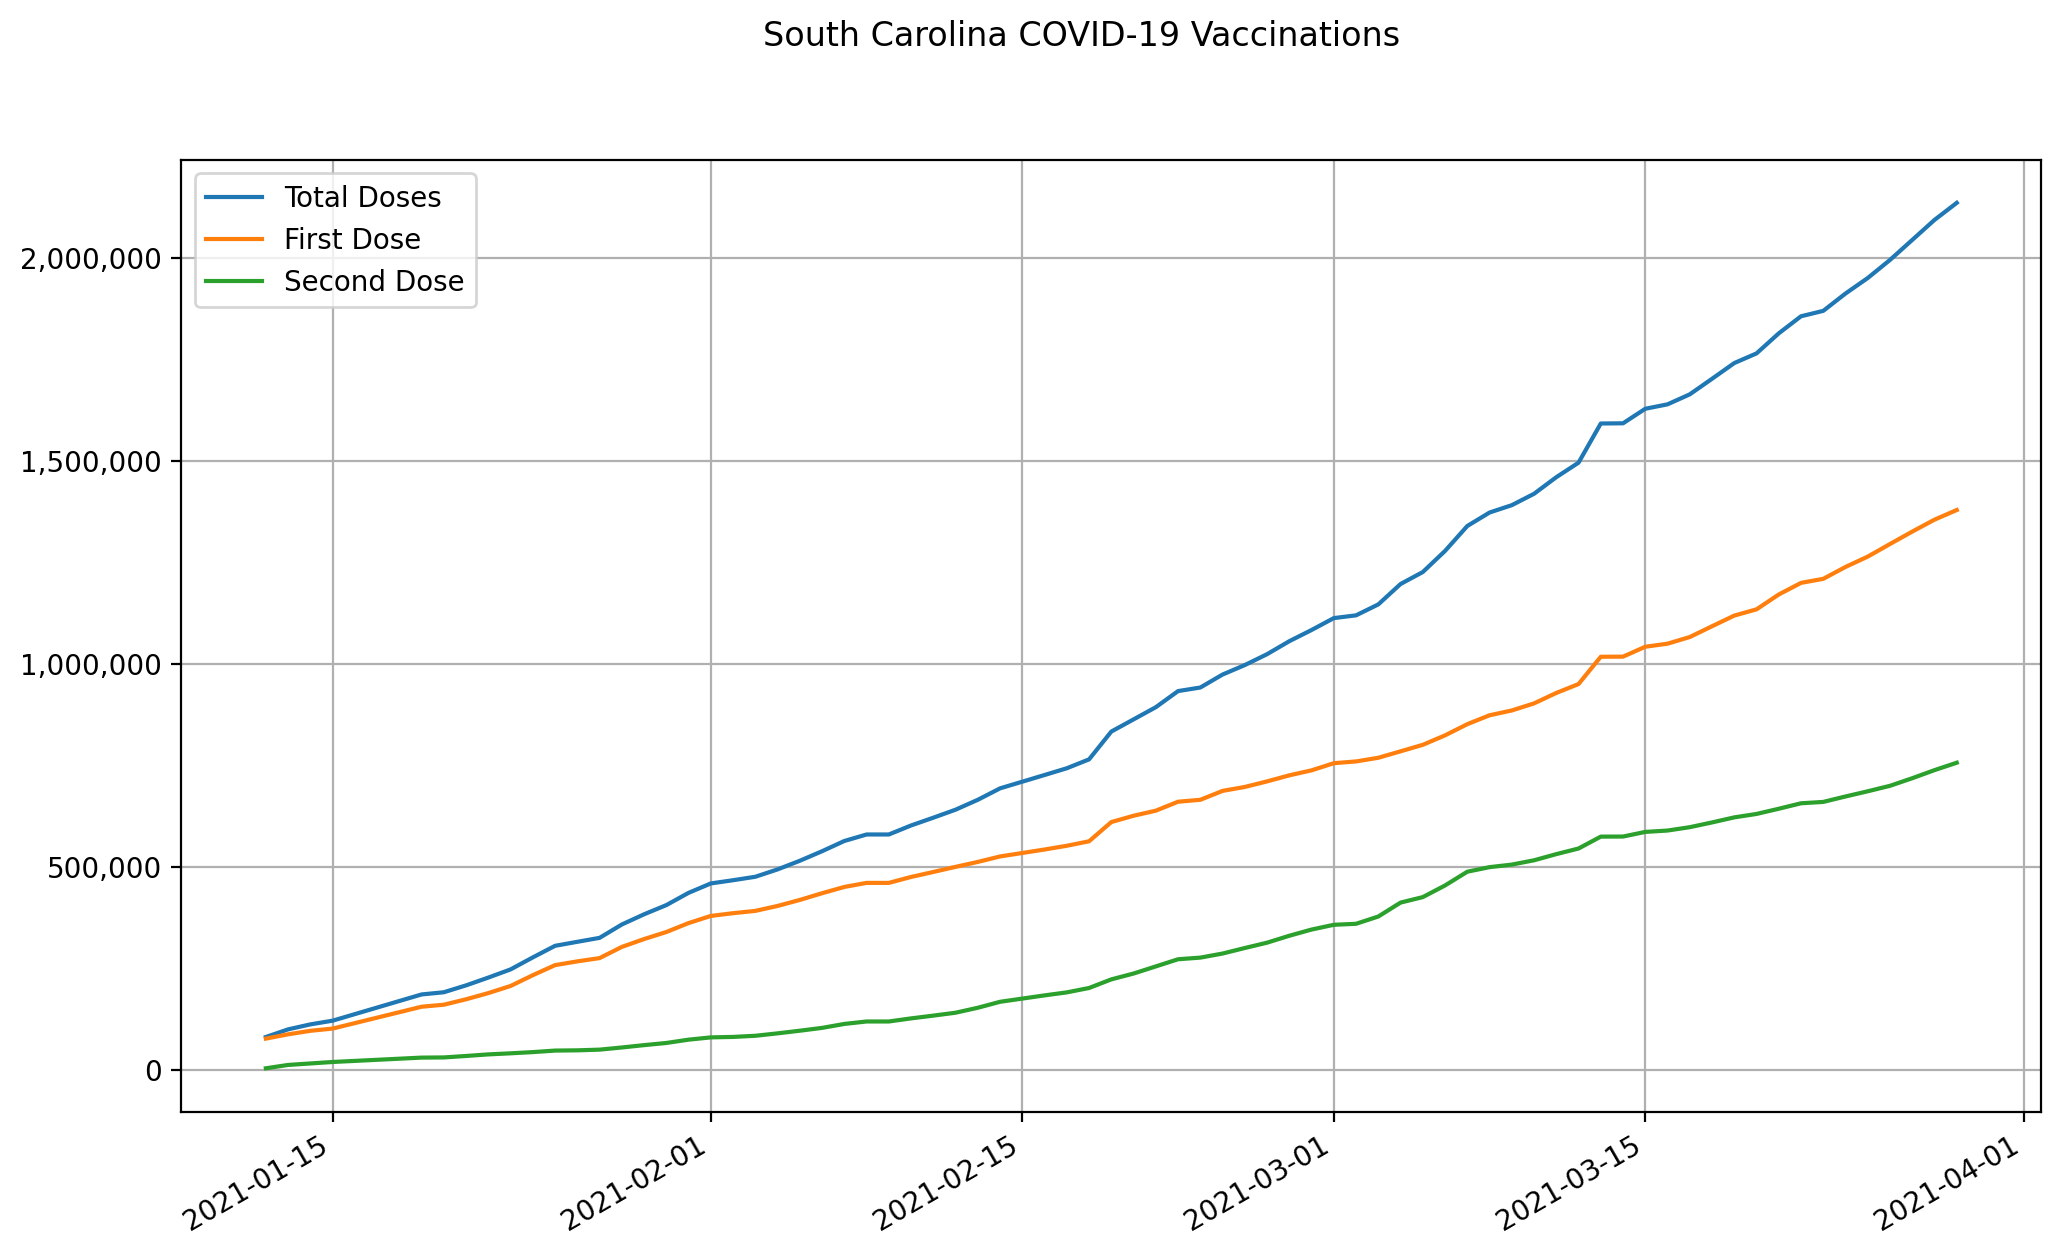 South Carolina COVID-19 Vaccinations
Total Doses
First Dose
Second Dose
2,000,000
1,500,000
1,000,000
500,000
0
2021-01-15
2021-02-01
2021-02-15
2021-03-01
2021-03-15
2021-04-01